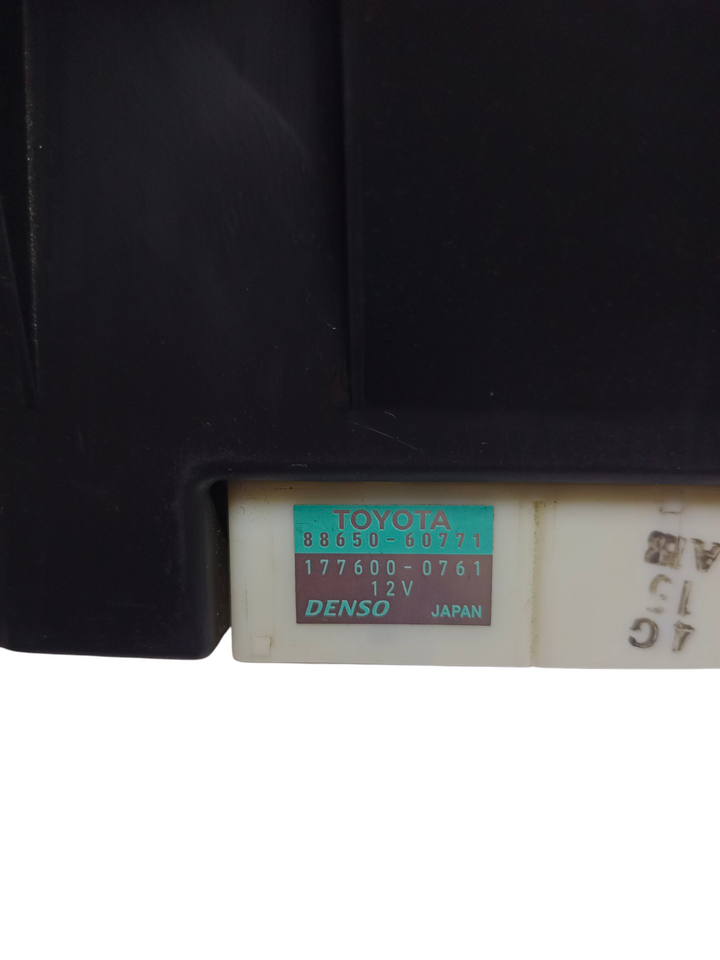 TOYOTA
88650-60771
177600-0761
12V
DENSO JAPAN